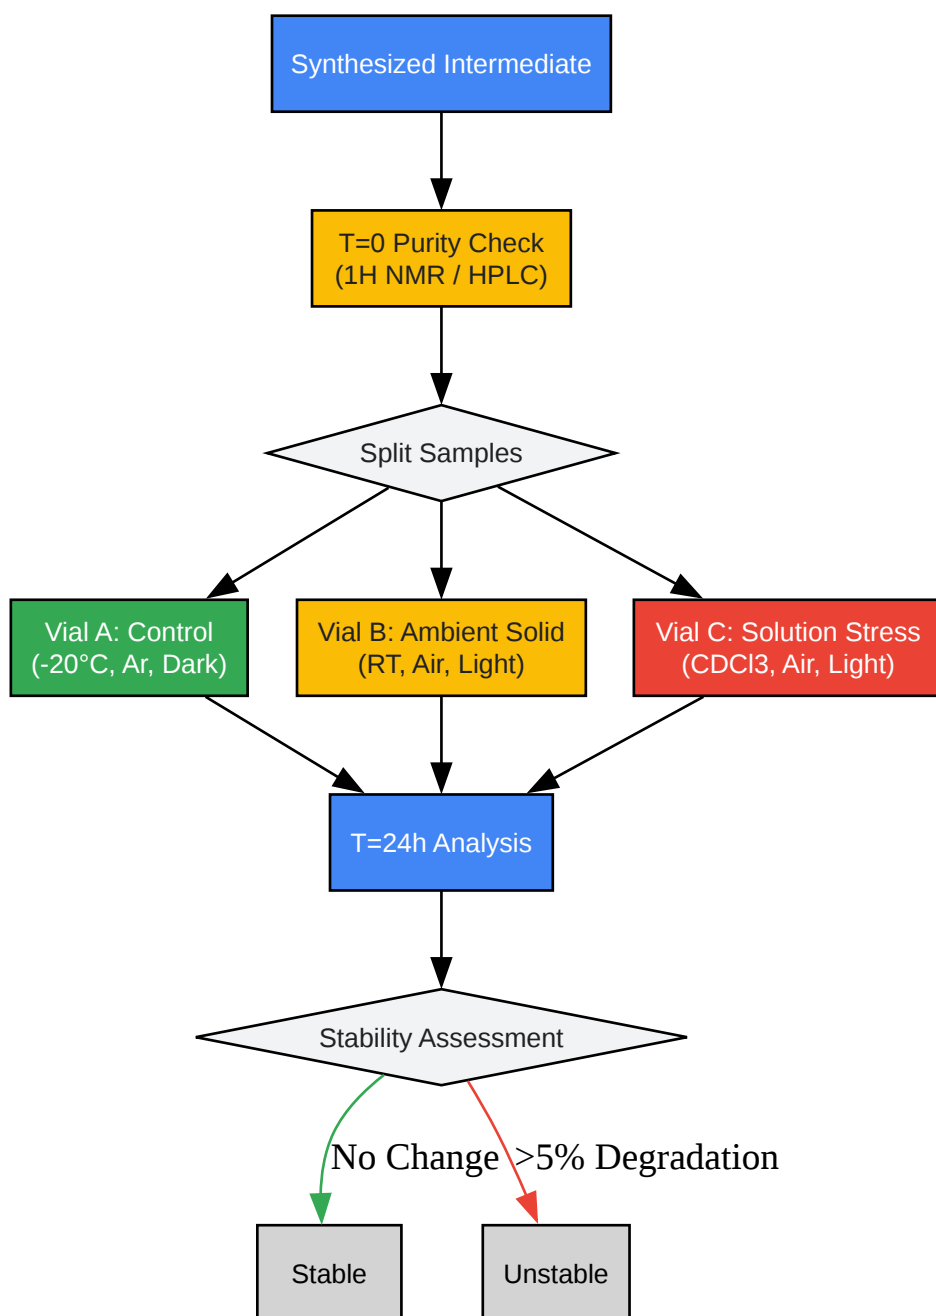 Synthesized Intermediate
T=0 Purity Check
(1H NMR / HPLC)
Split Samples
Vial A: Control
(-20°C, Ar, Dark)
Vial B: Ambient Solid
(RT, Air, Light)
Vial C: Solution Stress
(CDCl3, Air, Light)
T=24h Analysis
Stability Assessment
No Change
>5% Degradation
Stable
Unstable